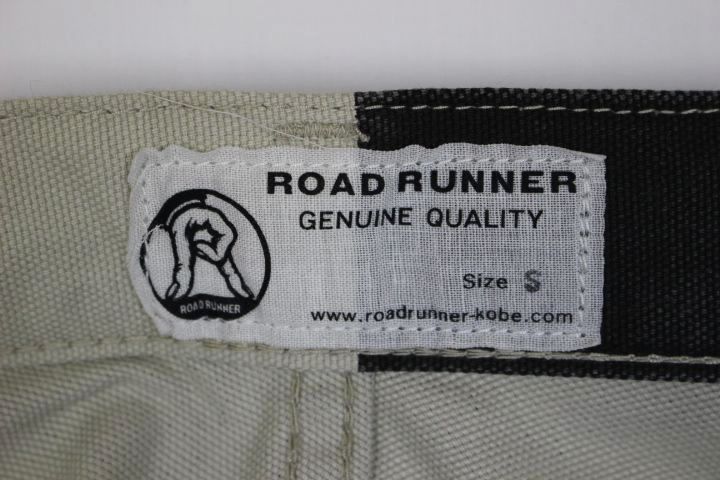 ROAD RUNNER
GENUINE QUALITY
Size S
www.roadrunner-kobe.com
ROAD RUNNER